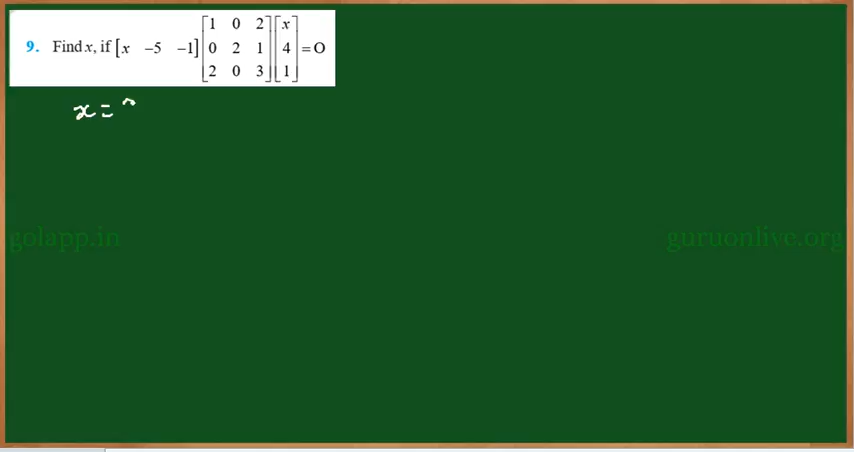 9. Find x, if [x -5 -1] [1 0 2; 0 2 1; 2 0 3] [x; 4; 1] = O
x = ?
golapp.in guruonlive.org